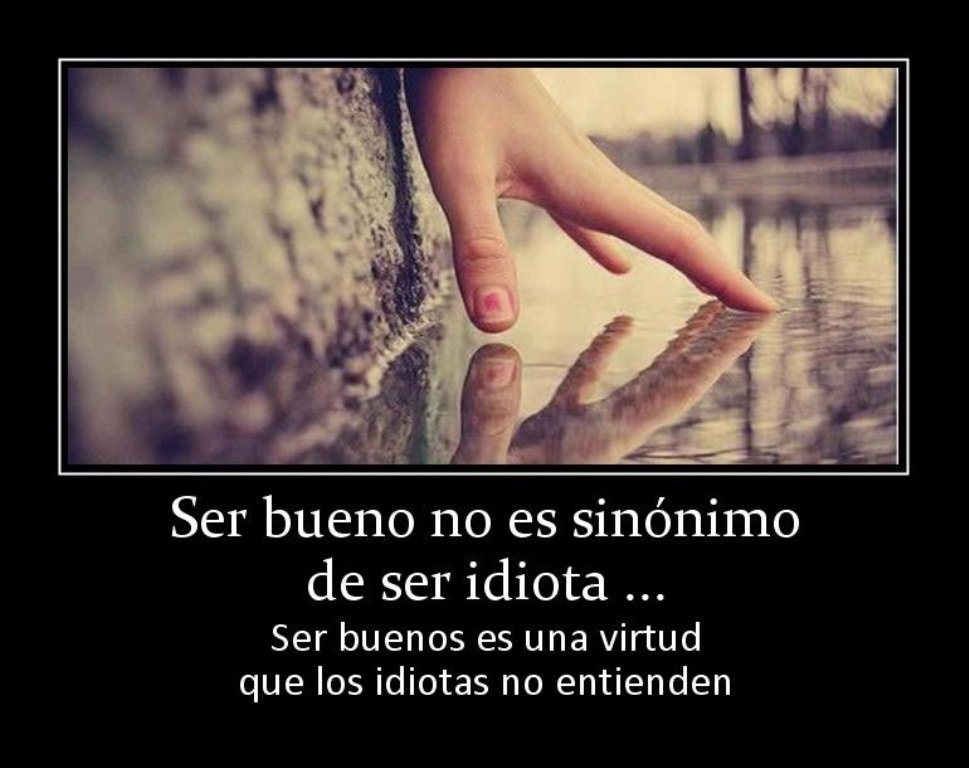 Ser bueno no es sinónimo
de ser idiota ...
Ser buenos es una virtud
que los idiotas no entienden